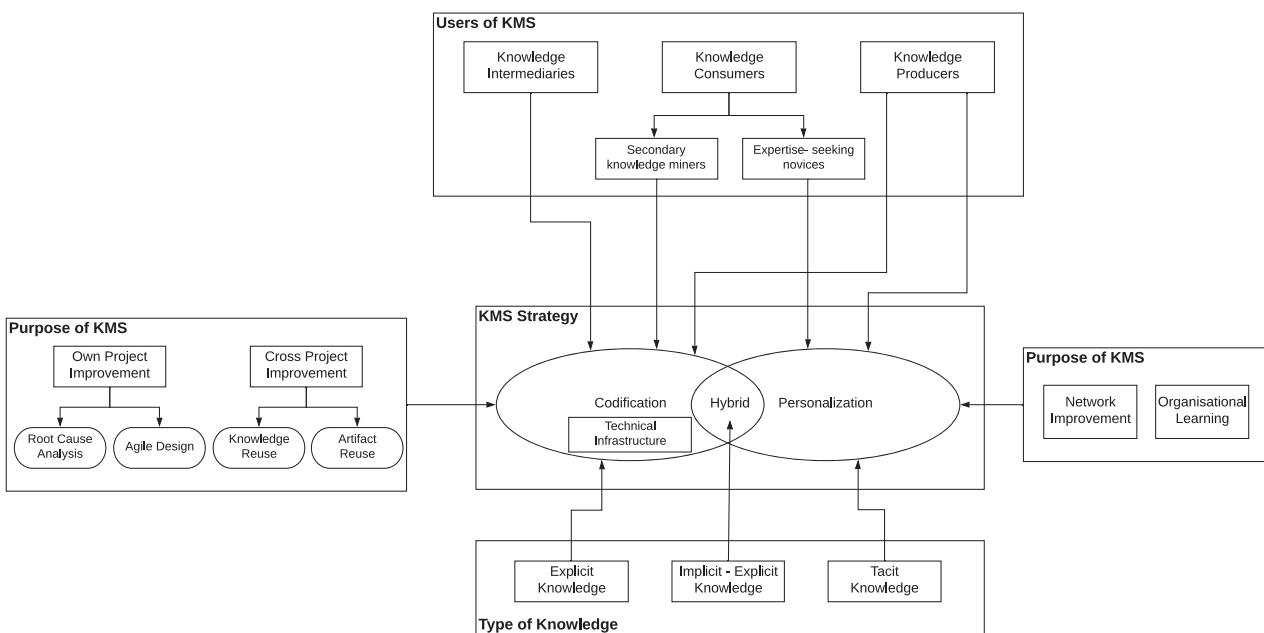 Users of KMS
Knowledge
Intermediaries
Knowledge
Consumers
Knowledge
Producers
Secondary
knowledge miners
Expertise- seeking
novices
Purpose of KMS
Own Project
Improvement
Cross Project
Improvement
Root Cause
Analysis
Agile Design
Knowledge
Reuse
Artifact
Reuse
KMS Strategy
Codification
Hybrid
Personalization
Technical
Infrastructure
Purpose of KMS
Network
Improvement
Organisational
Learning
Explicit
Knowledge
Implicit - Explicit
Knowledge
Tacit
Knowledge
Type of Knowledge